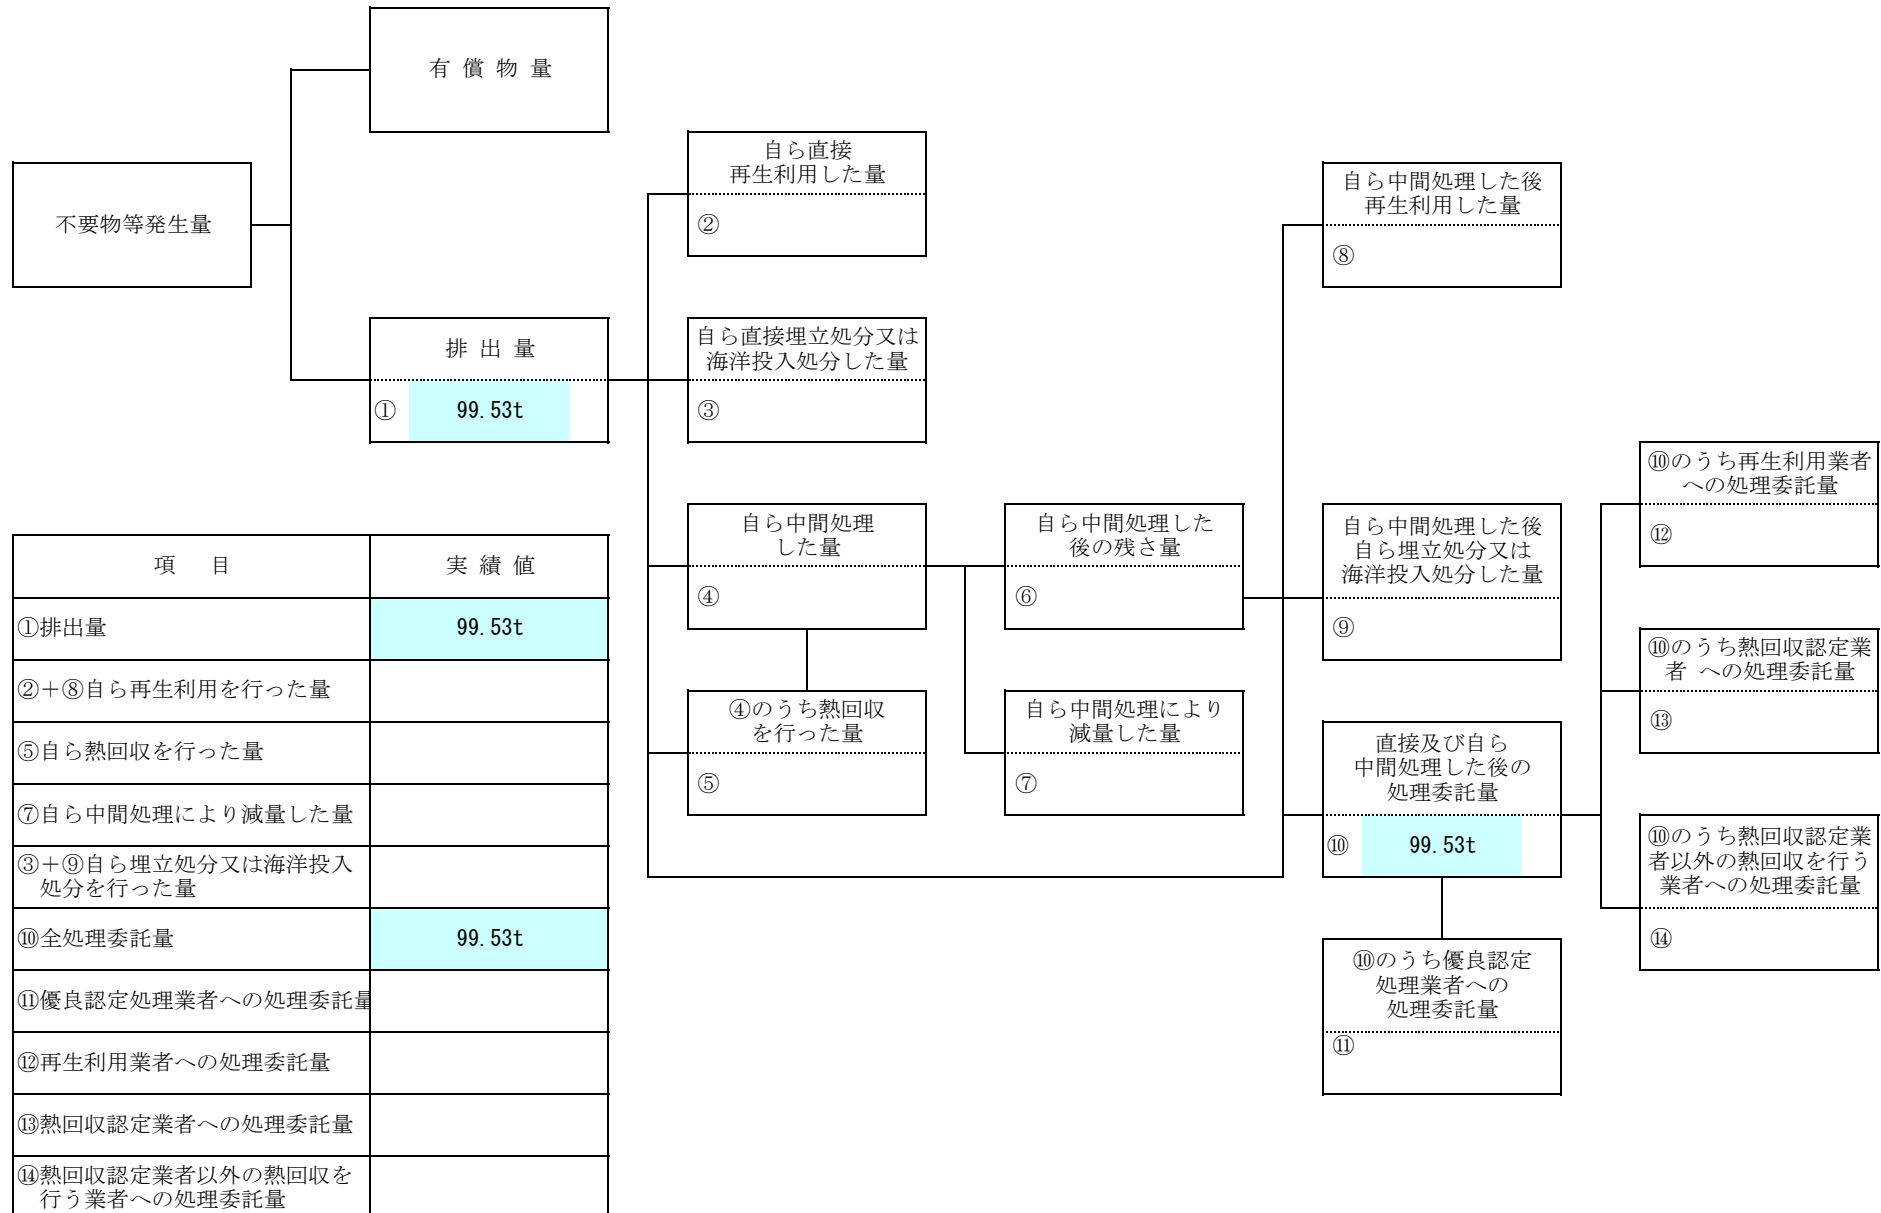 有 償 物 量
不要物等発生量
排 出 量
① 99.53t
自ら直接
再生利用した量
②
自ら直接埋立処分又は
海洋投入処分した量
③
自ら中間処理
した量
④
④のうち熱回収
を行った量
⑤
自ら中間処理した
後の残さ量
⑥
自ら中間処理により
減量した量
⑦
自ら中間処理した後
再生利用した量
⑧
自ら中間処理した後
自ら埋立処分又は
海洋投入処分した量
⑨
直接及び自ら
中間処理した後の
処理委託量
⑩ 99.53t
⑩のうち優良認定
処理業者への
処理委託量
⑪
⑩のうち再生利用業者
への処理委託量
⑫
⑩のうち熱回収認定業
者 への処理委託量
⑬
⑩のうち熱回収認定業
者以外の熱回収を行う
業者への処理委託量
⑭
項 目 実 績 値
①排出量 99.53t
②＋⑧自ら再生利用を行った量
⑤自ら熱回収を行った量
⑦自ら中間処理により減量した量
③＋⑨自ら埋立処分又は海洋投入
処分を行った量
⑩全処理委託量 99.53t
⑪優良認定処理業者への処理委託量
⑫再生利用業者への処理委託量
⑬熱回収認定業者への処理委託量
⑭熱回収認定業者以外の熱回収を
行う業者への処理委託量